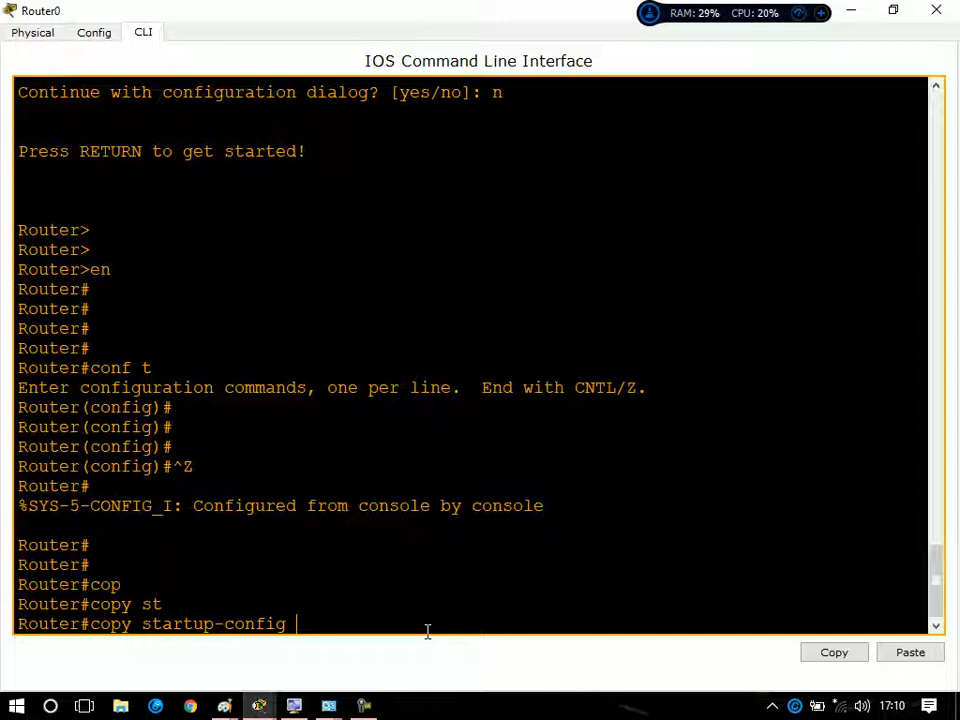 Router0
RAM: 29% CPU: 20%
Physical Config CLI
IOS Command Line Interface
Continue with configuration dialog? [yes/no]: n
Press RETURN to get started!
Router>
Router>
Router>en
Router#
Router#
Router#
Router#
Router#conf t
Enter configuration commands, one per line.  End with CNTL/Z.
Router(config)#
Router(config)#
Router(config)#
Router(config)#^Z
Router#
%SYS-5-CONFIG_I: Configured from console by console
Router#
Router#
Router#cop
Router#copy st
Router#copy startup-config
Copy Paste
17:10